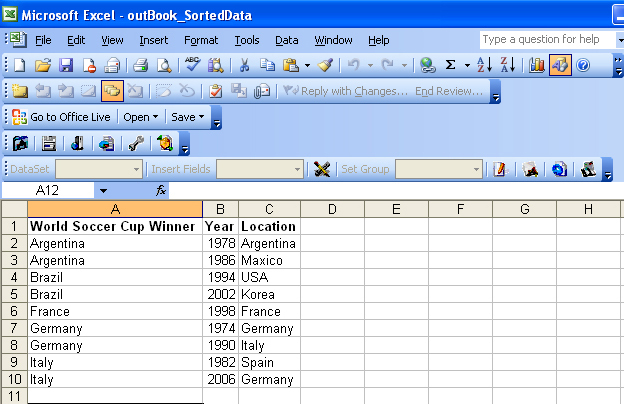 Microsoft Excel - outBook_SortedData
File Edit View Insert Format Tools Data Window Help Type a question for help
ABC Σ A Z Z A
Reply with Changes... End Review...
Go to Office Live Open Save
DataSet Insert Fields Set Group
A12 fx
A B C D E F G H
1 World Soccer Cup Winner Year Location
2 Argentina 1978 Argentina
3 Argentina 1986 Maxico
4 Brazil 1994 USA
5 Brazil 2002 Korea
6 France 1998 France
7 Germany 1974 Germany
8 Germany 1990 Italy
9 Italy 1982 Spain
10 Italy 2006 Germany
11